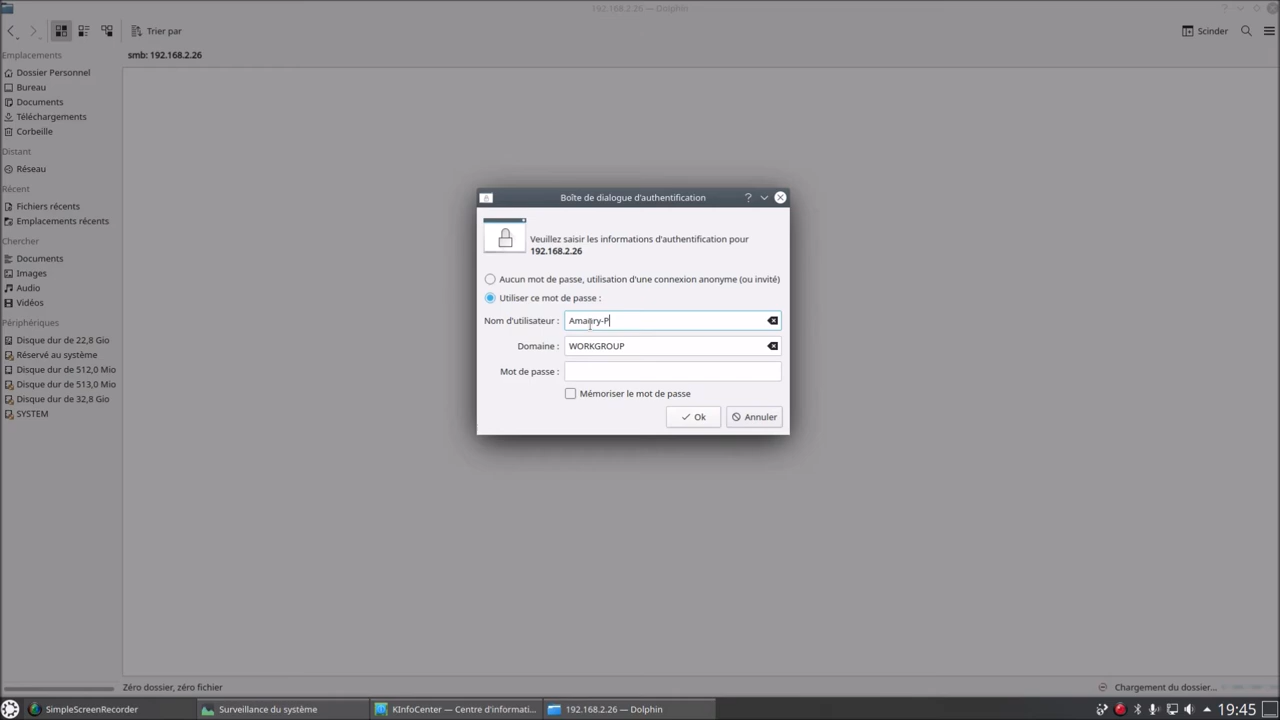 192.168.2.26 — Dolphin
Trier par
Scinder
Emplacements
smb: 192.168.2.26
Dossier Personnel
Bureau
Documents
Téléchargements
Corbeille
Distant
Réseau
Récent
Fichiers récents
Emplacements récents
Chercher
Documents
Images
Audio
Vidéos
Périphériques
Disque dur de 22,8 Gio
Réservé au système
Disque dur de 512,0 Mio
Disque dur de 513,0 Mio
Disque dur de 32,8 Gio
SYSTEM
Boîte de dialogue d'authentification
Veuillez saisir les informations d'authentification pour
192.168.2.26
Aucun mot de passe, utilisation d'une connexion anonyme (ou invité)
Utiliser ce mot de passe :
Nom d'utilisateur : Amaury-P
Domaine : WORKGROUP
Mot de passe :
Mémoriser le mot de passe
Ok
Annuler
Zéro dossier, zéro fichier
Chargement du dossier...
SimpleScreenRecorder
Surveillance du système
KInfoCenter — Centre d'informati...
192.168.2.26 — Dolphin
19:45